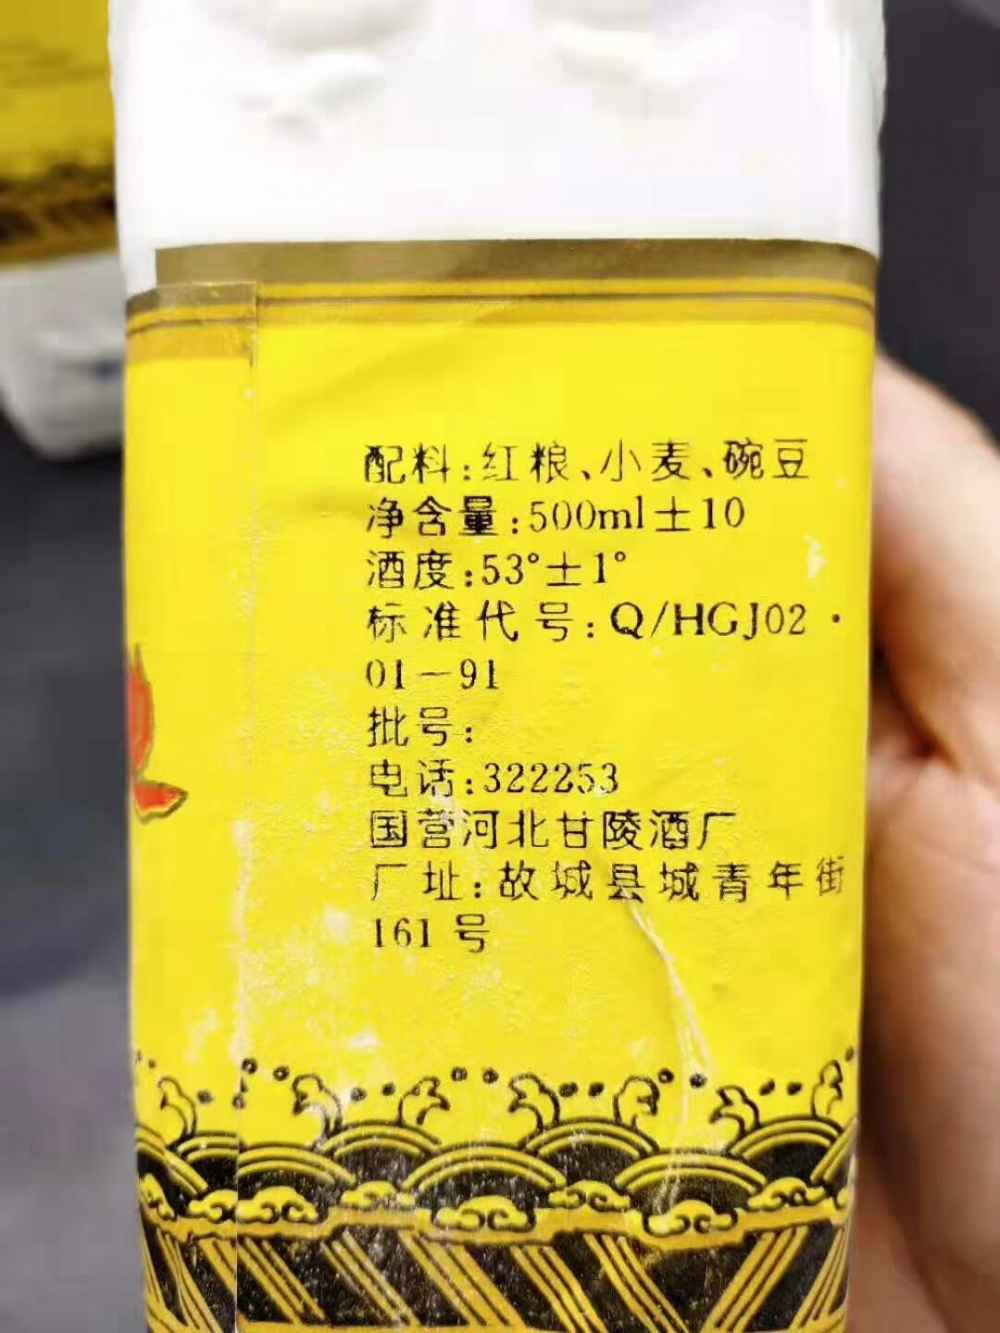 配料:红粮、小麦、碗豆
净含量:500ml±10
酒度:53°±1°
标准代号:Q/HGJ02·
01—91
批号:
电话:322253
国营河北甘陵酒厂
厂址:故城县城青年街
161号